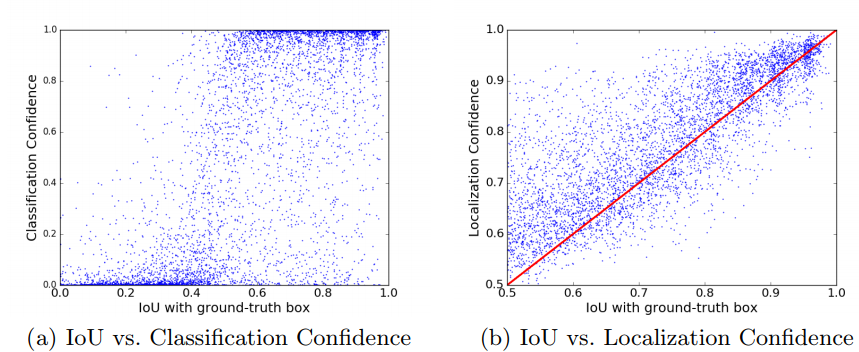 1.0
0.8
0.6
0.4
0.2
0.0
Classification Confidence
0.0 0.2 0.4 0.6 0.8 1.0
IoU with ground-truth box
(a) IoU vs. Classification Confidence
1.0
0.9
0.8
0.7
0.6
0.5
Localization Confidence
0.5 0.6 0.7 0.8 0.9 1.0
IoU with ground-truth box
(b) IoU vs. Localization Confidence